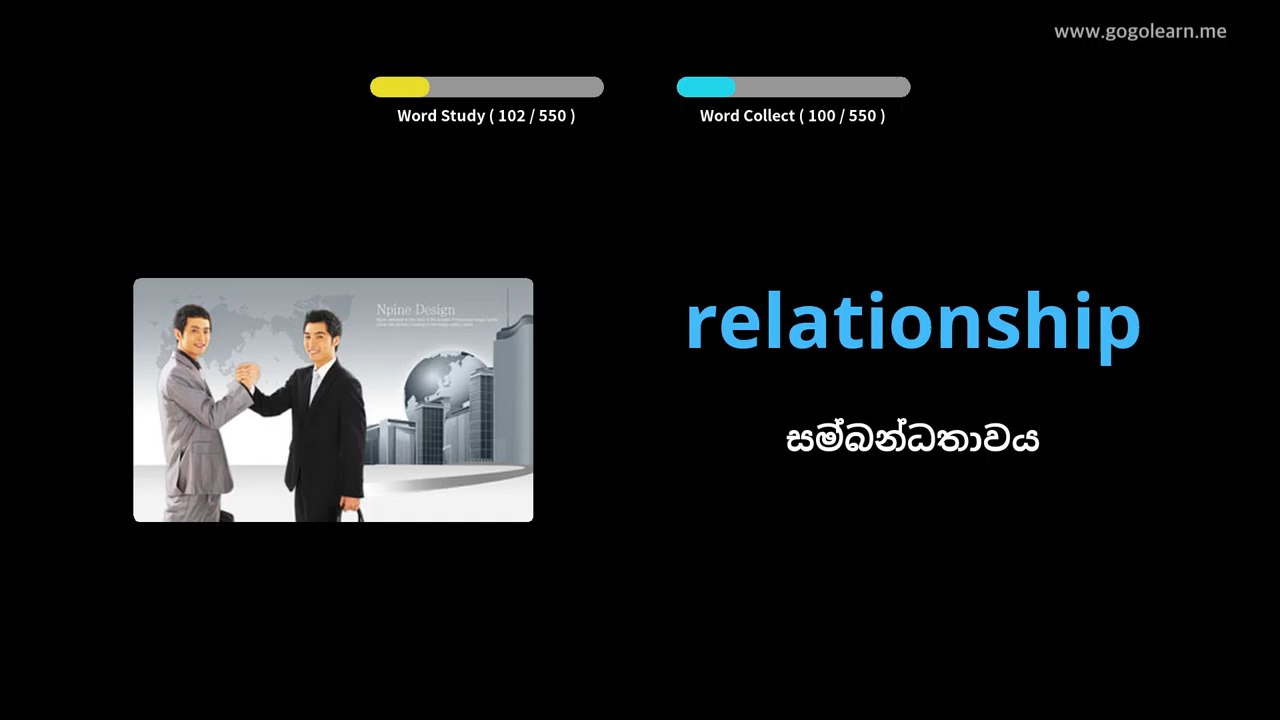 www.gogolearn.me
Word Study ( 102 / 550 )
Word Collect ( 100 / 550 )
Npine Design
relationship
සම්බන්ධතාවය